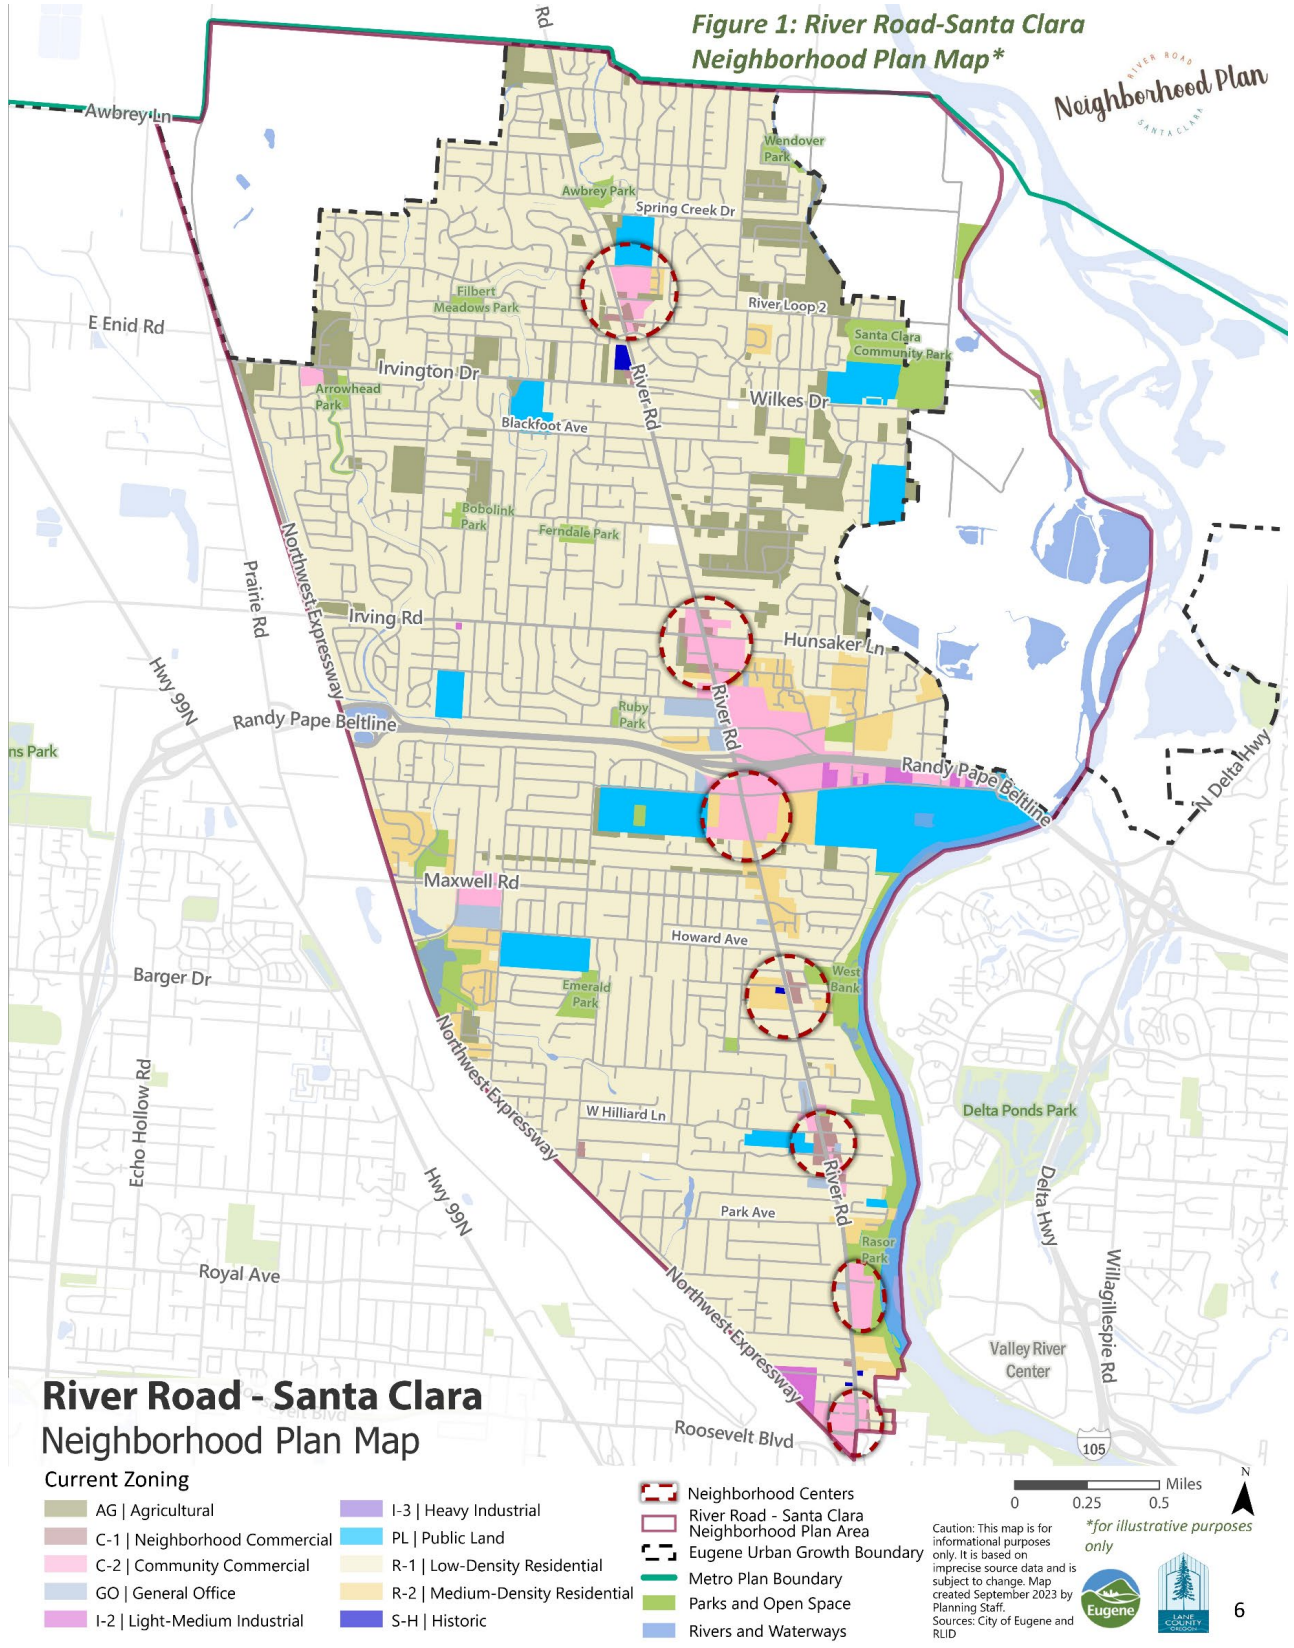 Figure 1: River Road-Santa Clara
Neighborhood Plan Map*
RIVER ROAD
Neighborhood Plan
SANTA CLARA
Rd
Awbrey Ln
Wendover
Park
Awbrey Park
Spring Creek Dr
Filbert
Meadows Park
River Loop 2
E Enid Rd
Santa Clara
Community Park
Irvington Dr
River Rd
Arrowhead
Park
Wilkes Dr
Blackfoot Ave
Bobolink
Park
Ferndale Park
Northwest Expressway
Prairie Rd
Irving Rd
Hunsaker Ln
Hwy 99N
Ruby
Park
River Rd
Randy Pape Beltline
ns Park
Randy Pape Beltline
N Delta Hwy
Maxwell Rd
Howard Ave
West
Bank
Barger Dr
Emerald
Park
Northwest Expressway
Echo Hollow Rd
W Hilliard Ln
Delta Ponds Park
Hwy 99N
River Rd
Delta Hwy
Park Ave
Rasor
Park
Royal Ave
Northwest Expressway
Willagillespie Rd
Valley River
Center
Roosevelt Blvd
105
River Road - Santa Clara
Neighborhood Plan Map
Current Zoning
AG | Agricultural
C-1 | Neighborhood Commercial
C-2 | Community Commercial
GO | General Office
I-2 | Light-Medium Industrial
I-3 | Heavy Industrial
PL | Public Land
R-1 | Low-Density Residential
R-2 | Medium-Density Residential
S-H | Historic
Neighborhood Centers
River Road - Santa Clara
Neighborhood Plan Area
Eugene Urban Growth Boundary
Metro Plan Boundary
Parks and Open Space
Rivers and Waterways
Miles
0 0.25 0.5
N
*for illustrative purposes
only
Caution: This map is for
informational purposes
only. It is based on
imprecise source data and is
subject to change. Map
created September 2023 by
Planning Staff.
Sources: City of Eugene and
RLID
Eugene
LANE
COUNTY
OREGON
6